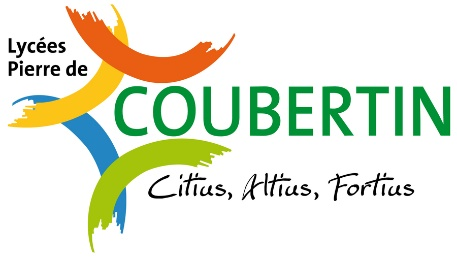 Lycées
Pierre de
COUBERTIN
Citius, Altius, Fortius